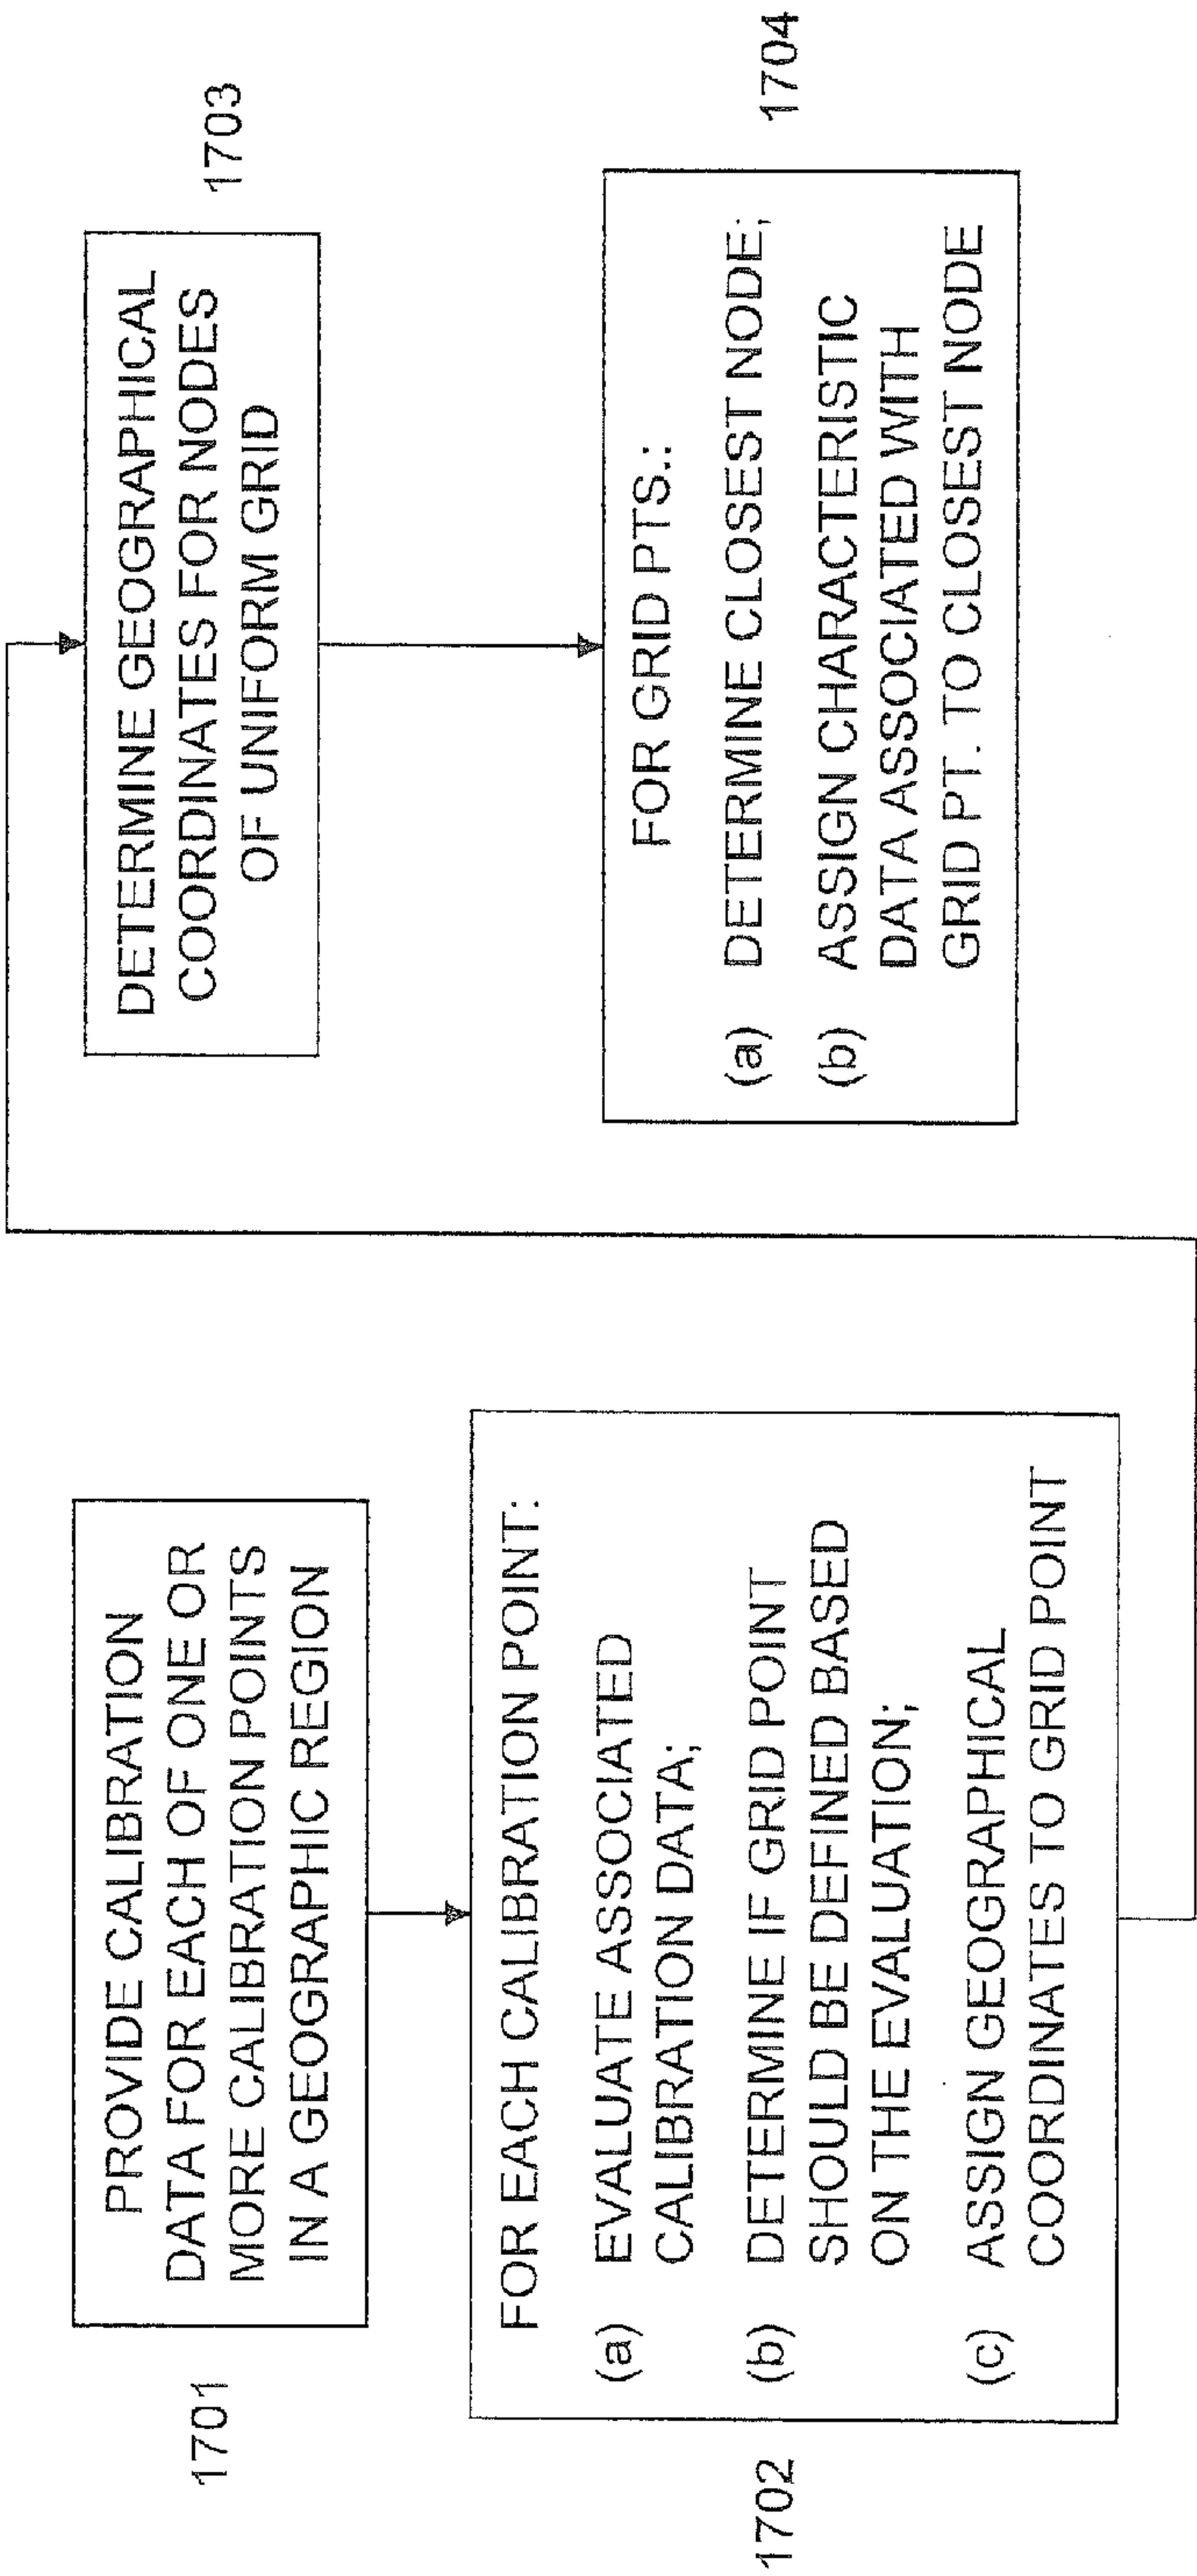 1701
PROVIDE CALIBRATION
DATA FOR EACH OF ONE OR
MORE CALIBRATION POINTS
IN A GEOGRAPHIC REGION
1702
FOR EACH CALIBRATION POINT:
(a) EVALUATE ASSOCIATED
CALIBRATION DATA;
(b) DETERMINE IF GRID POINT
SHOULD BE DEFINED BASED
ON THE EVALUATION;
(c) ASSIGN GEOGRAPHICAL
COORDINATES TO GRID POINT
1703
DETERMINE GEOGRAPHICAL
COORDINATES FOR NODES
OF UNIFORM GRID
1704
FOR GRID PTS.:
(a) DETERMINE CLOSEST NODE;
(b) ASSIGN CHARACTERISTIC
DATA ASSOCIATED WITH
GRID PT. TO CLOSEST NODE